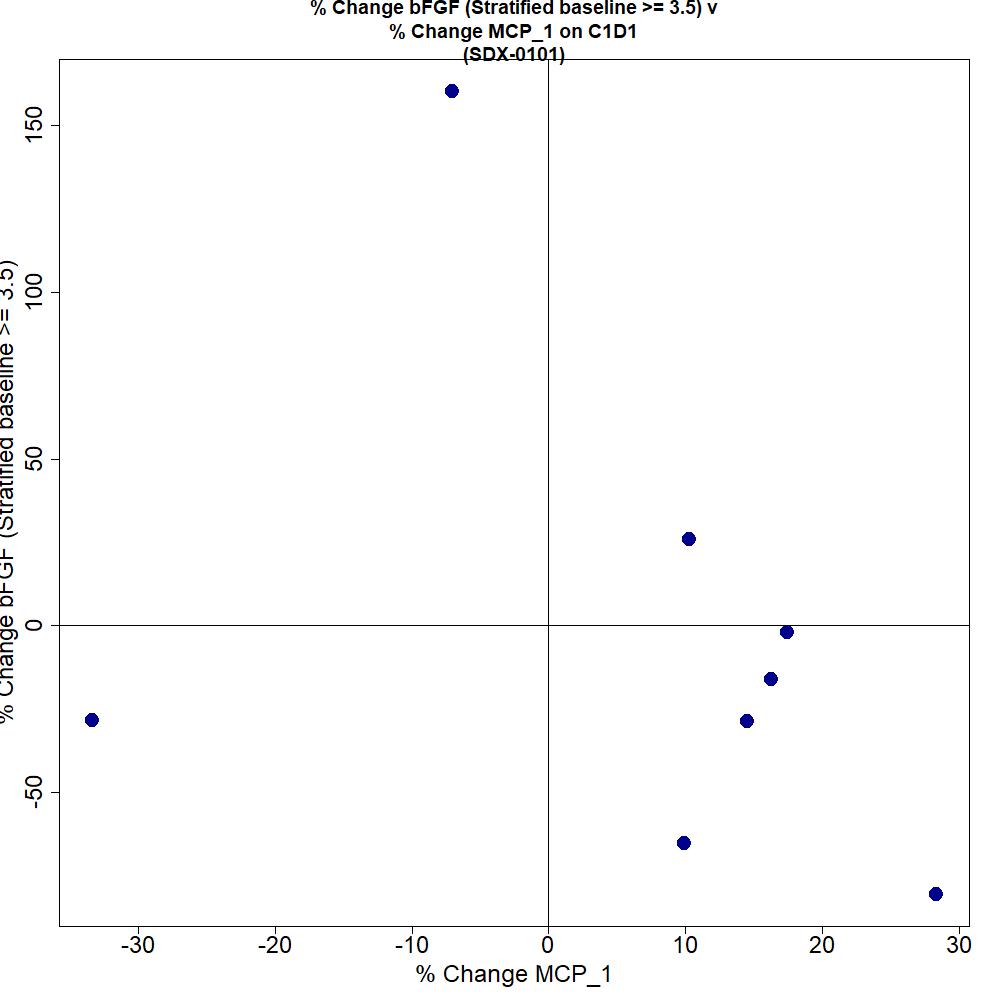 % Change bFGF (Stratified baseline >= 3.5) v
% Change MCP_1 on C1D1
(SDX-0101)
% Change bFGF (Stratified baseline >= 3.5)
150
100
50
0
-50
-30 -20 -10 0 10 20 30
% Change MCP_1